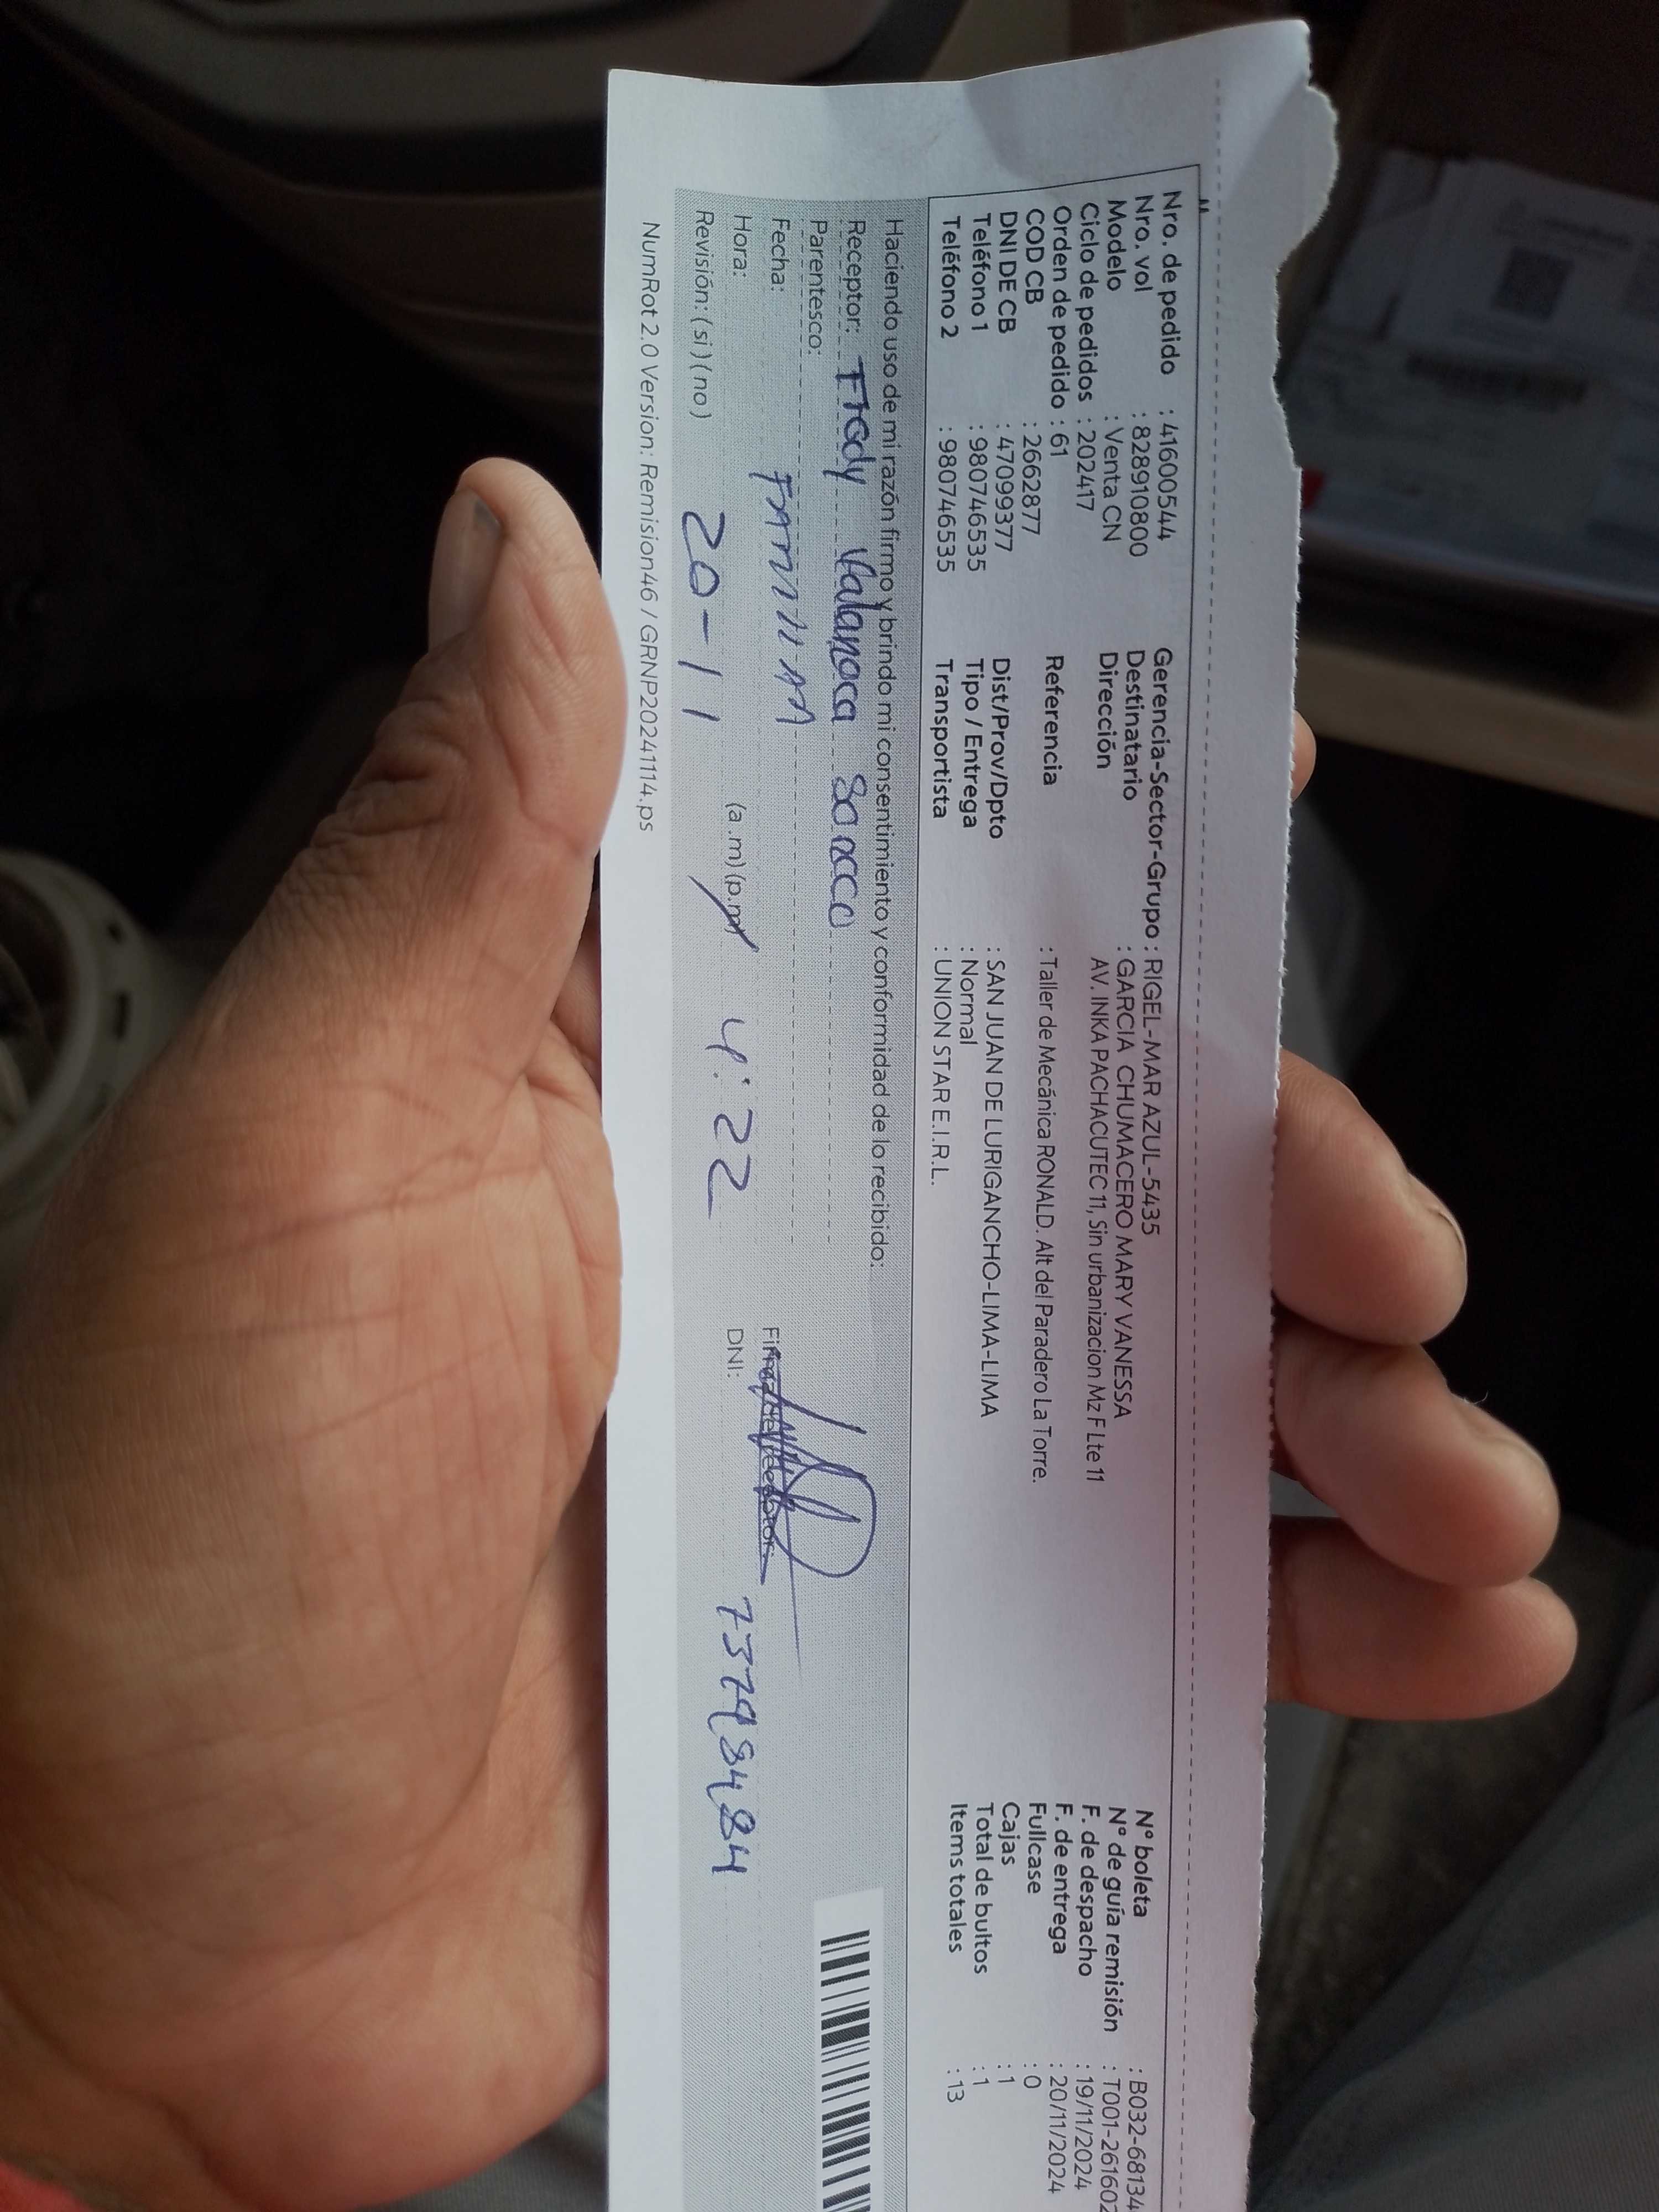 Nro. de pedido : 416005544
Nro. vol : 828910800
Modelo : Venta CN
Ciclo de pedidos : 202417
Orden de pedido : 61
COD CB : 2662877
DNI DE CB : 47099377
Teléfono 1 : 980746535
Teléfono 2 : 980746535
Gerencia-Sector-Grupo : RIGEL-MAR AZUL-5435
Destinatario : GARCIA CHUMACERO MARY VANESSA
Dirección AV. INKA PACHACUTEC 11, Sin urbanizacion Mz F Lte 11
Referencia : Taller de Mecánica RONALD. Alt del Paradero La Torre.
Dist/Prov/Dpto : SAN JUAN DE LURIGANCHO-LIMA-LIMA
Tipo / Entrega : Normal
Transportista : UNION STAR E.I.R.L.
N° boleta : B032-68134
N° de guía remisión : T001-261602
F. de despacho : 19/11/2024
F. de entrega : 20/11/2024
Fullcase : 0
Cajas : 1
Total de bultos : 1
Items totales : 13
Haciendo uso de mi razón firmo y brindo mi consentimiento y conformidad de lo recibido:
Receptor: Fredy
Parentesco:
Fecha: FAMILIA
Hora: (a.m)(p.m) 4:22
Revisión: (si)(no) 20-11
Firma del receptor:
DNI: 73798484
NumRot 2.0 Version: Remision46 / GRNP20241114.ps